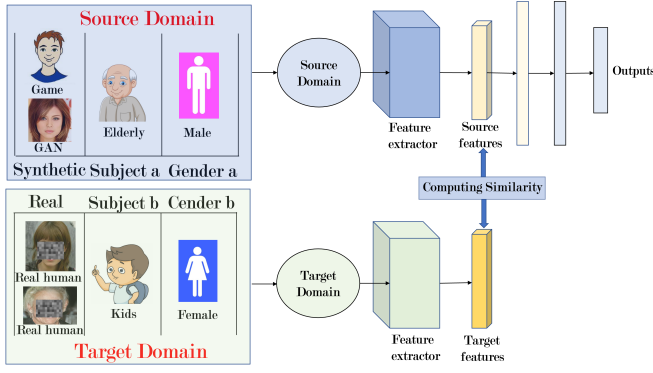 Source Domain
Game
GAN
Elderly
Male
Synthetic Subject a Gender a
Source
Domain
Feature
extractor
Source
features
Outputs
Computing Similarity
Real Subject b Cender b
Real human
Real human
Kids
Female
Target Domain
Target
Domain
Feature
extractor
Target
features